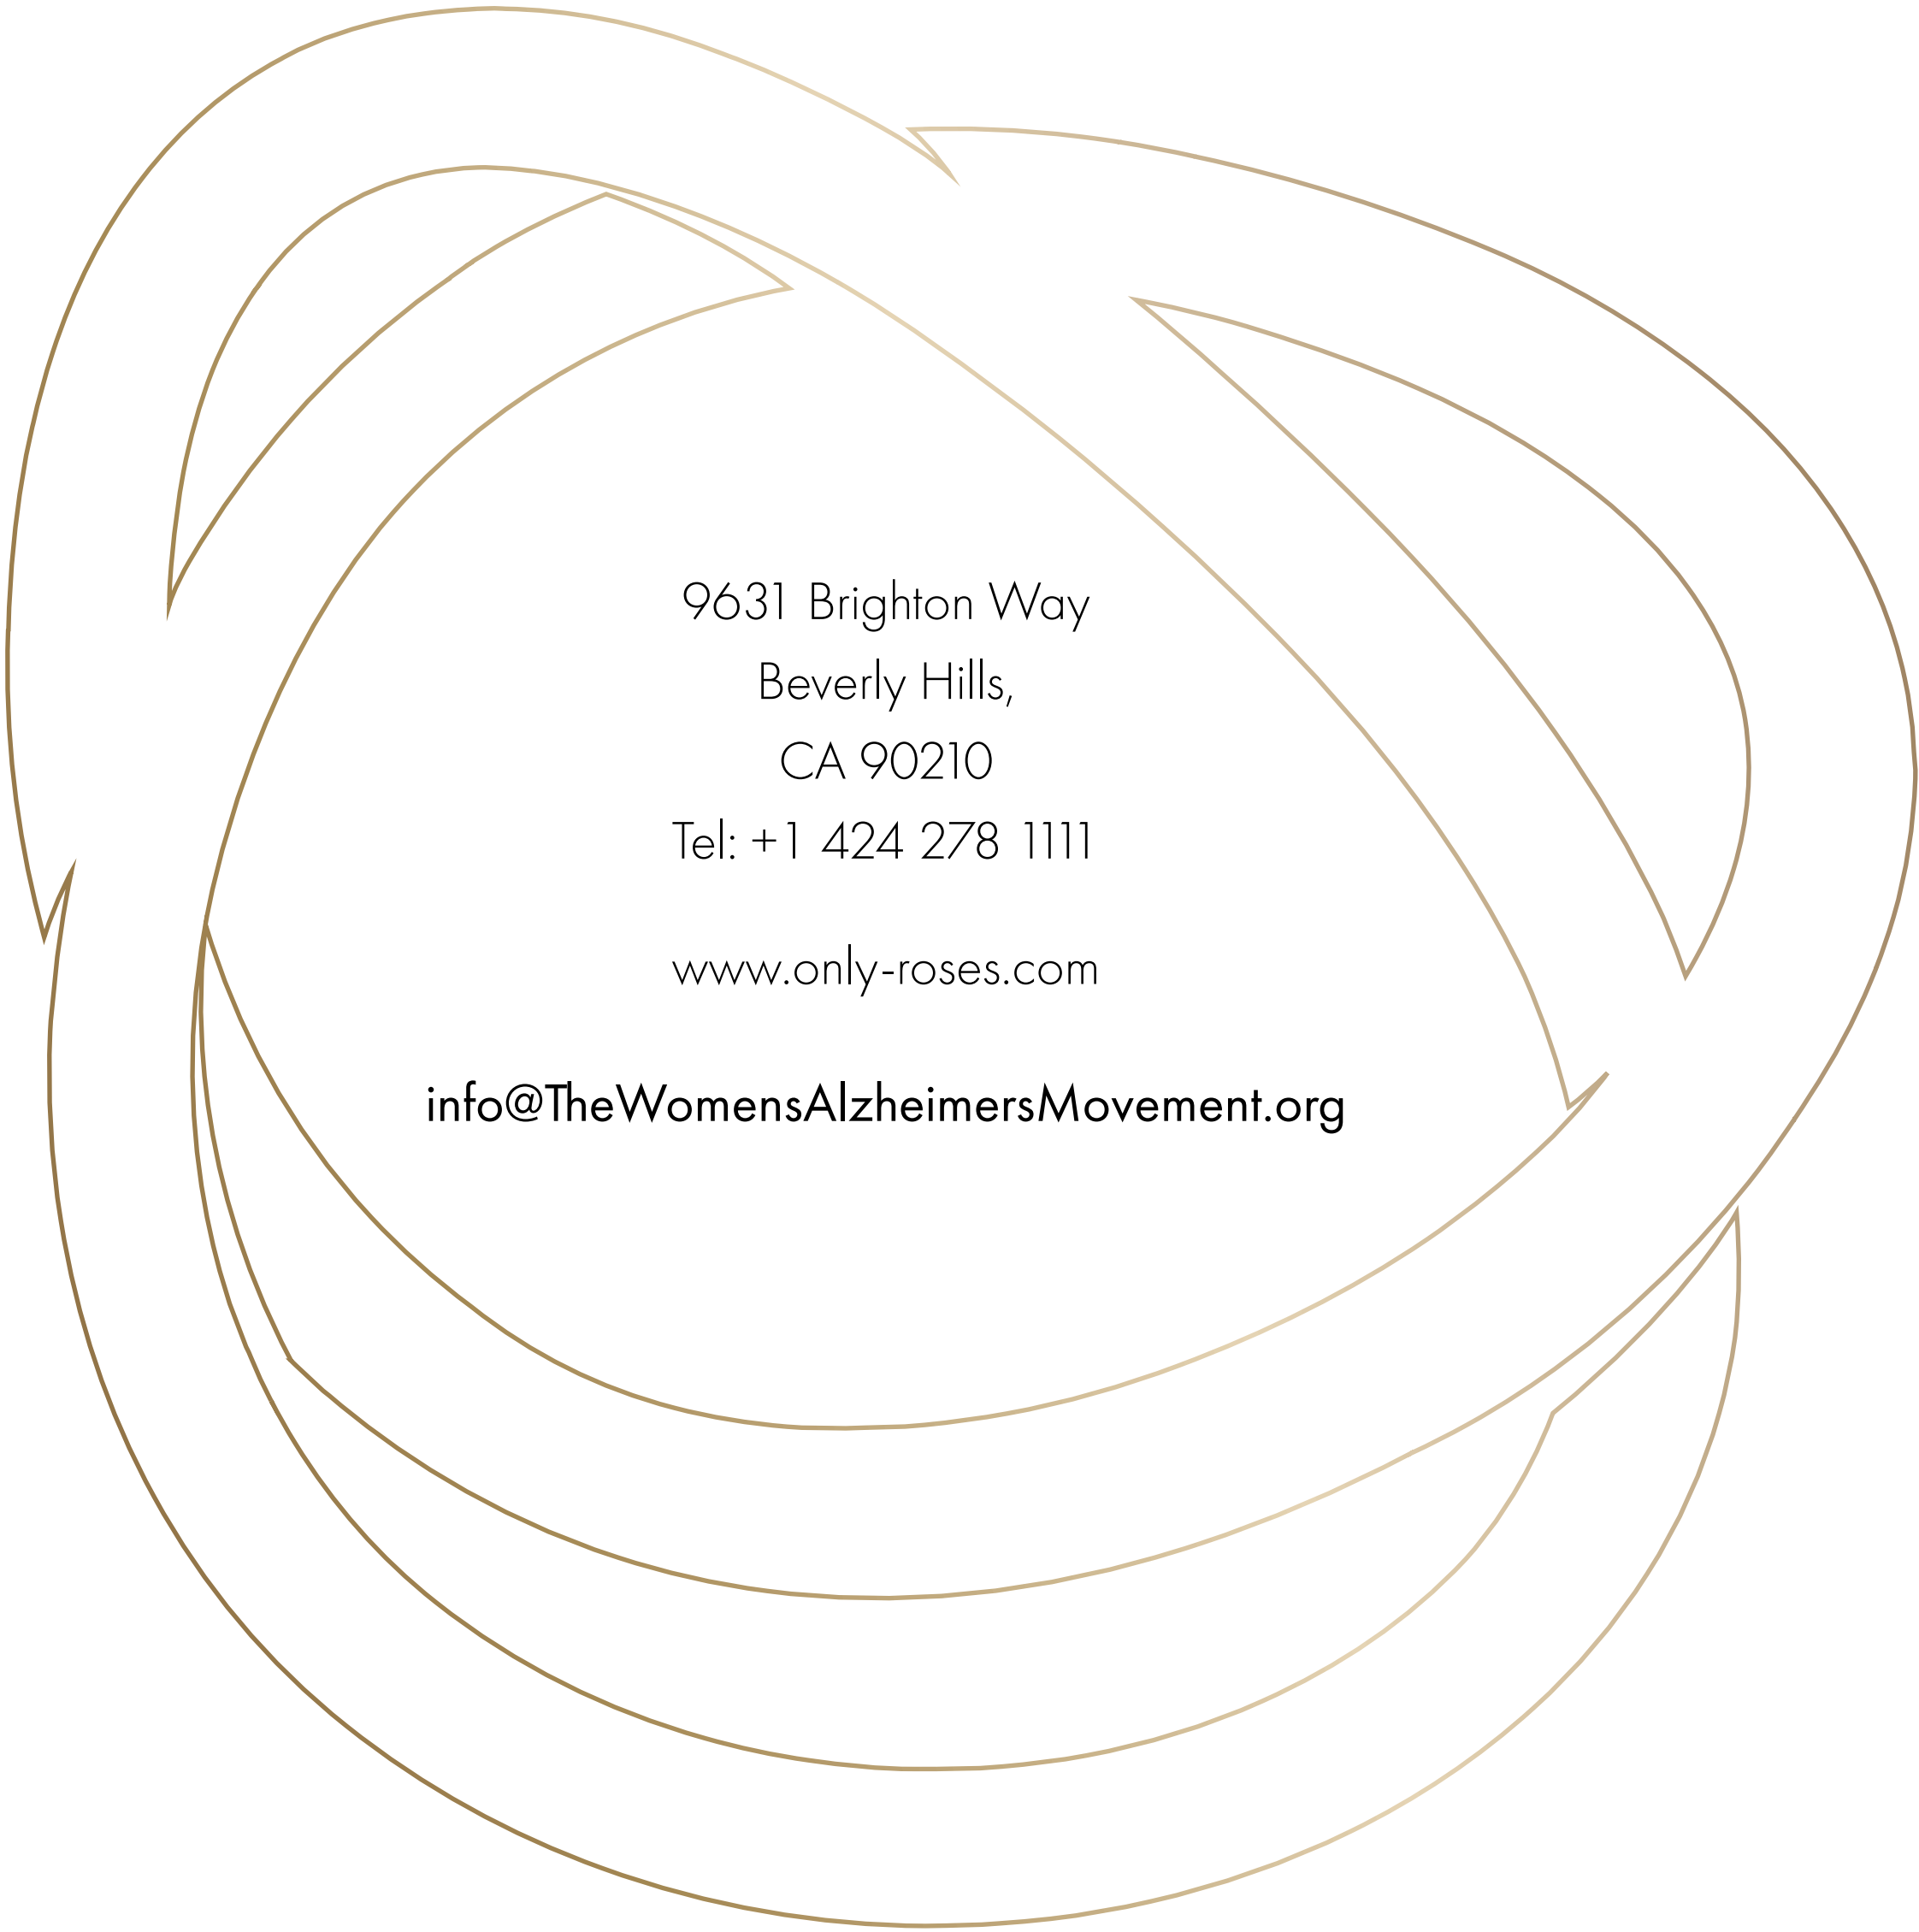 9631 Brighton Way
Beverly Hills,
CA 90210
Tel: +1 424 278 1111
www.only-roses.com
info@TheWomensAlzheimersMovement.org